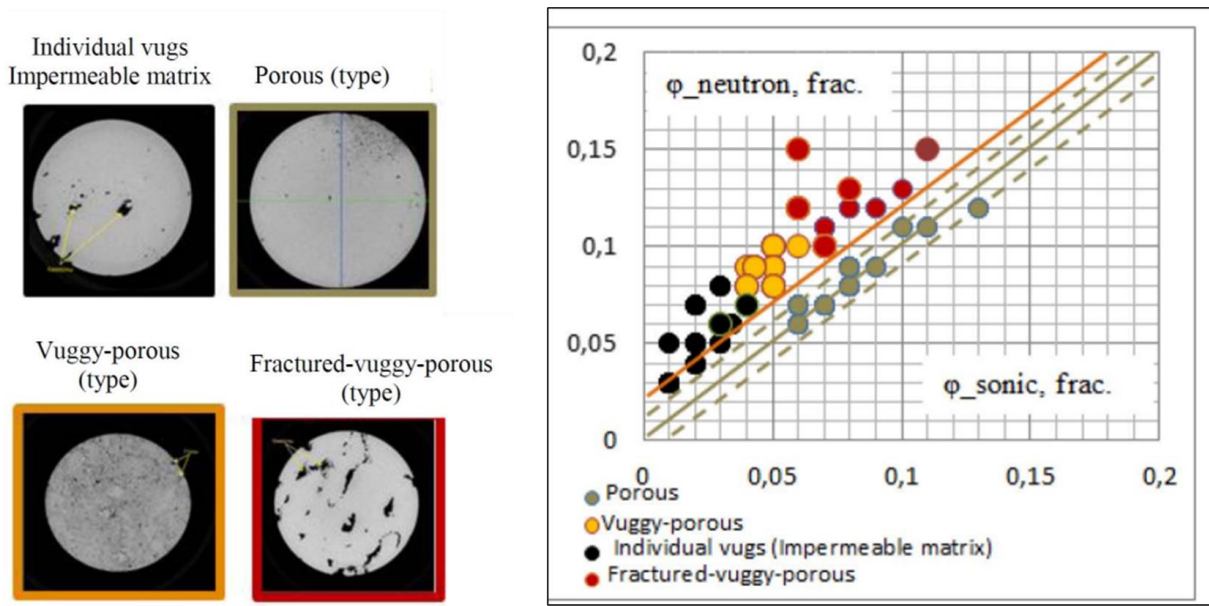 Individual vugs
Impermeable matrix
Porous (type)
Vuggy-porous
(type)
Fractured-vuggy-porous
(type)
φ_neutron, frac.
φ_sonic, frac.
0,2
0,15
0,1
0,05
0
0
0,05
0,1
0,15
0,2
Porous
Vuggy-porous
Individual vugs (Impermeable matrix)
Fractured-vuggy-porous